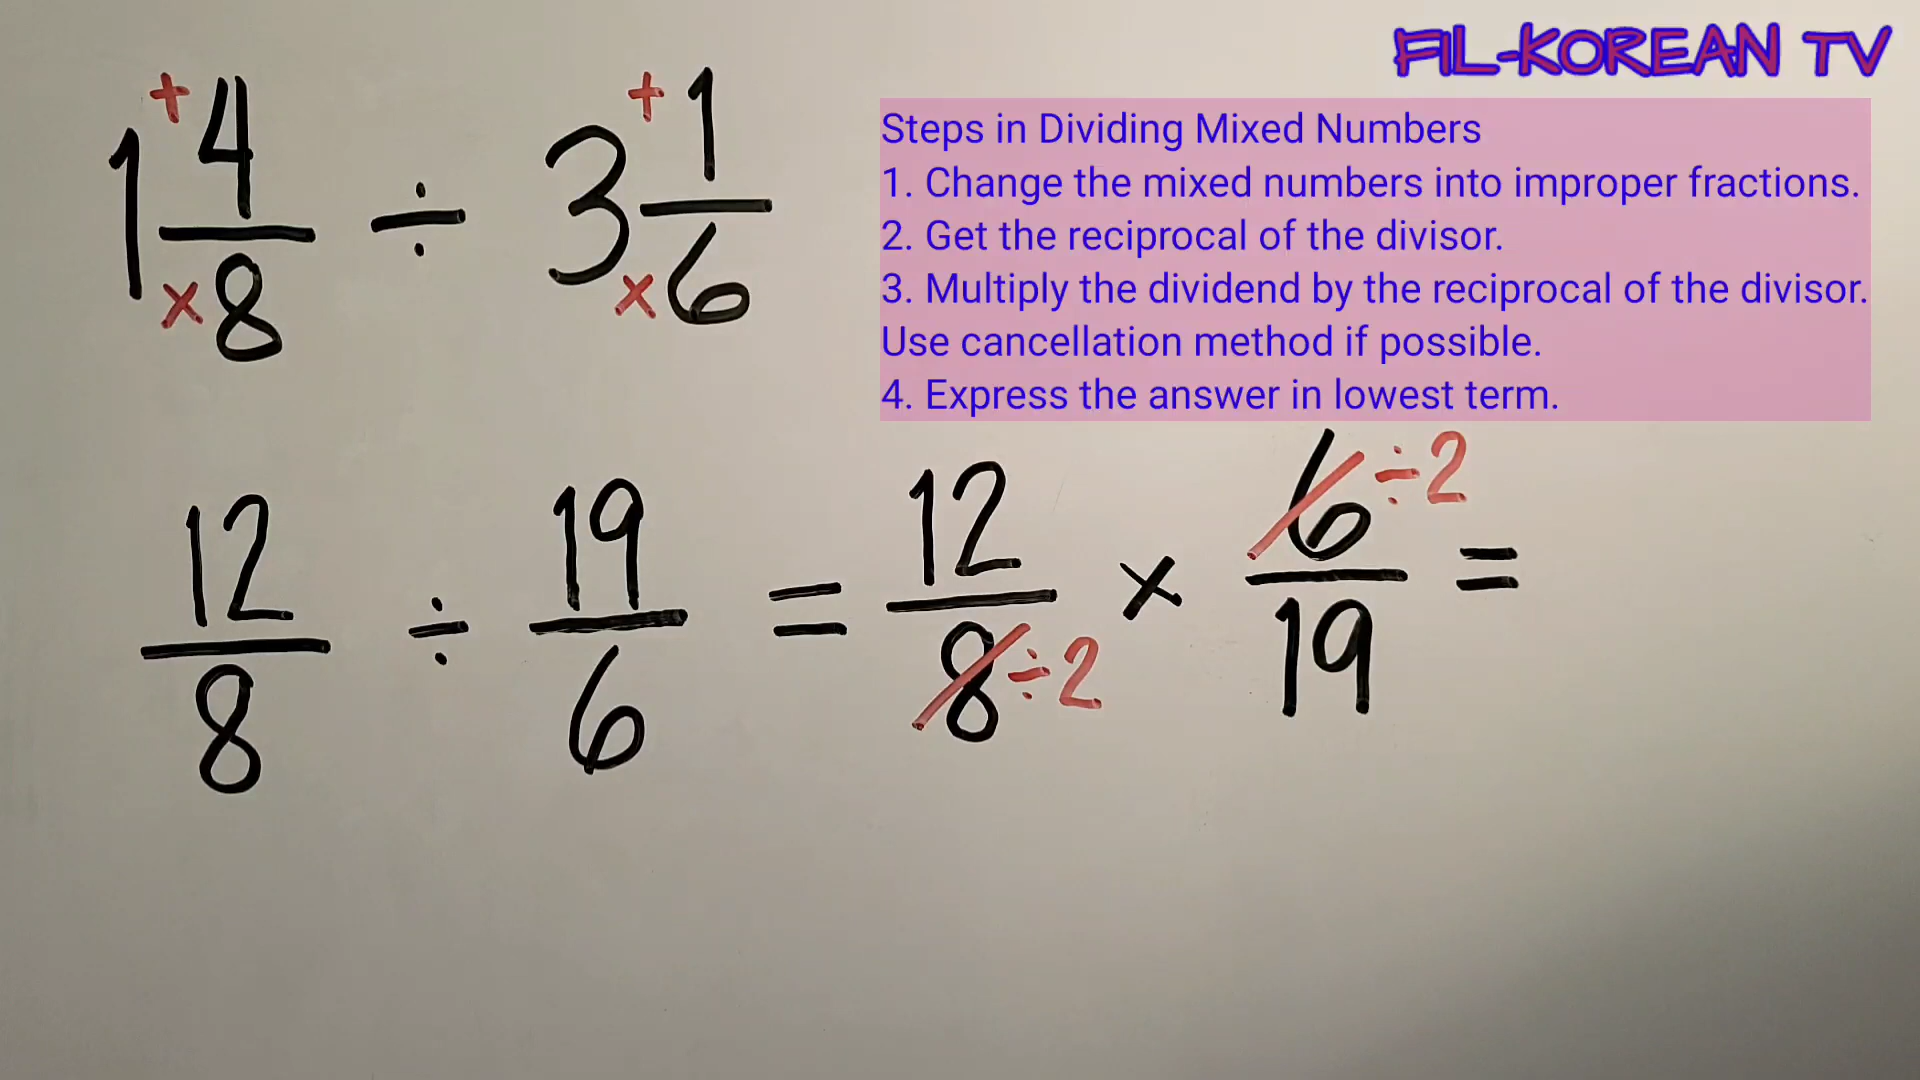 FIL-KOREAN TV
Steps in Dividing Mixed Numbers
1. Change the mixed numbers into improper fractions.
2. Get the reciprocal of the divisor.
3. Multiply the dividend by the reciprocal of the divisor.
Use cancellation method if possible.
4. Express the answer in lowest term.
+ 4 + 1
1 ÷ 3
× 8 × 6
12 19 12 6 ÷2
÷ = × =
8 6 8 ÷2 19